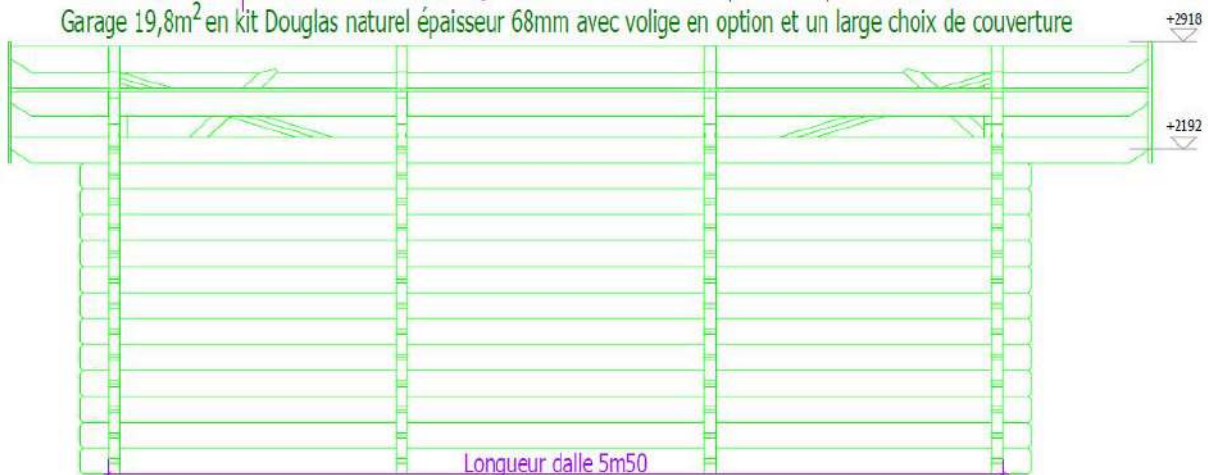 Garage 19,8m² en kit Douglas naturel épaisseur 68mm avec volige en option et un large choix de couverture
+2918
+2192
Longueur dalle 5m50